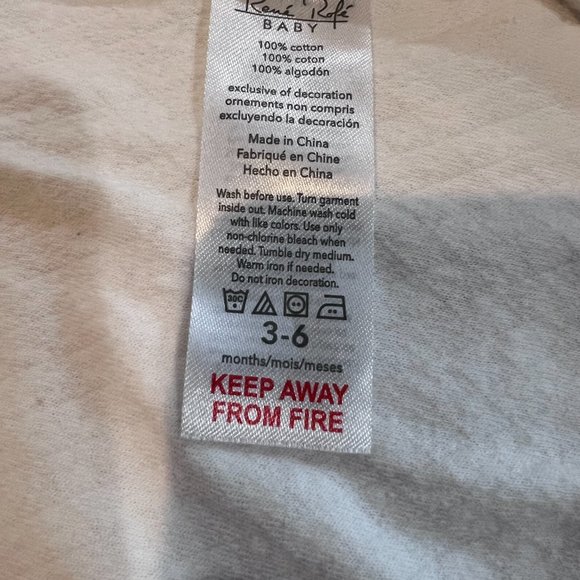 René Rofé
BABY
100% cotton
100% coton
100% algodón
exclusive of decoration
ornements non compris
excluyendo la decoración
Made in China
Fabriqué en Chine
Hecho en China
Wash before use. Turn garment
inside out. Machine wash cold
with like colors. Use only
non-chlorine bleach when
needed. Tumble dry medium.
Warm iron if needed.
Do not iron decoration.
30C
3-6
months/mois/meses
KEEP AWAY
FROM FIRE